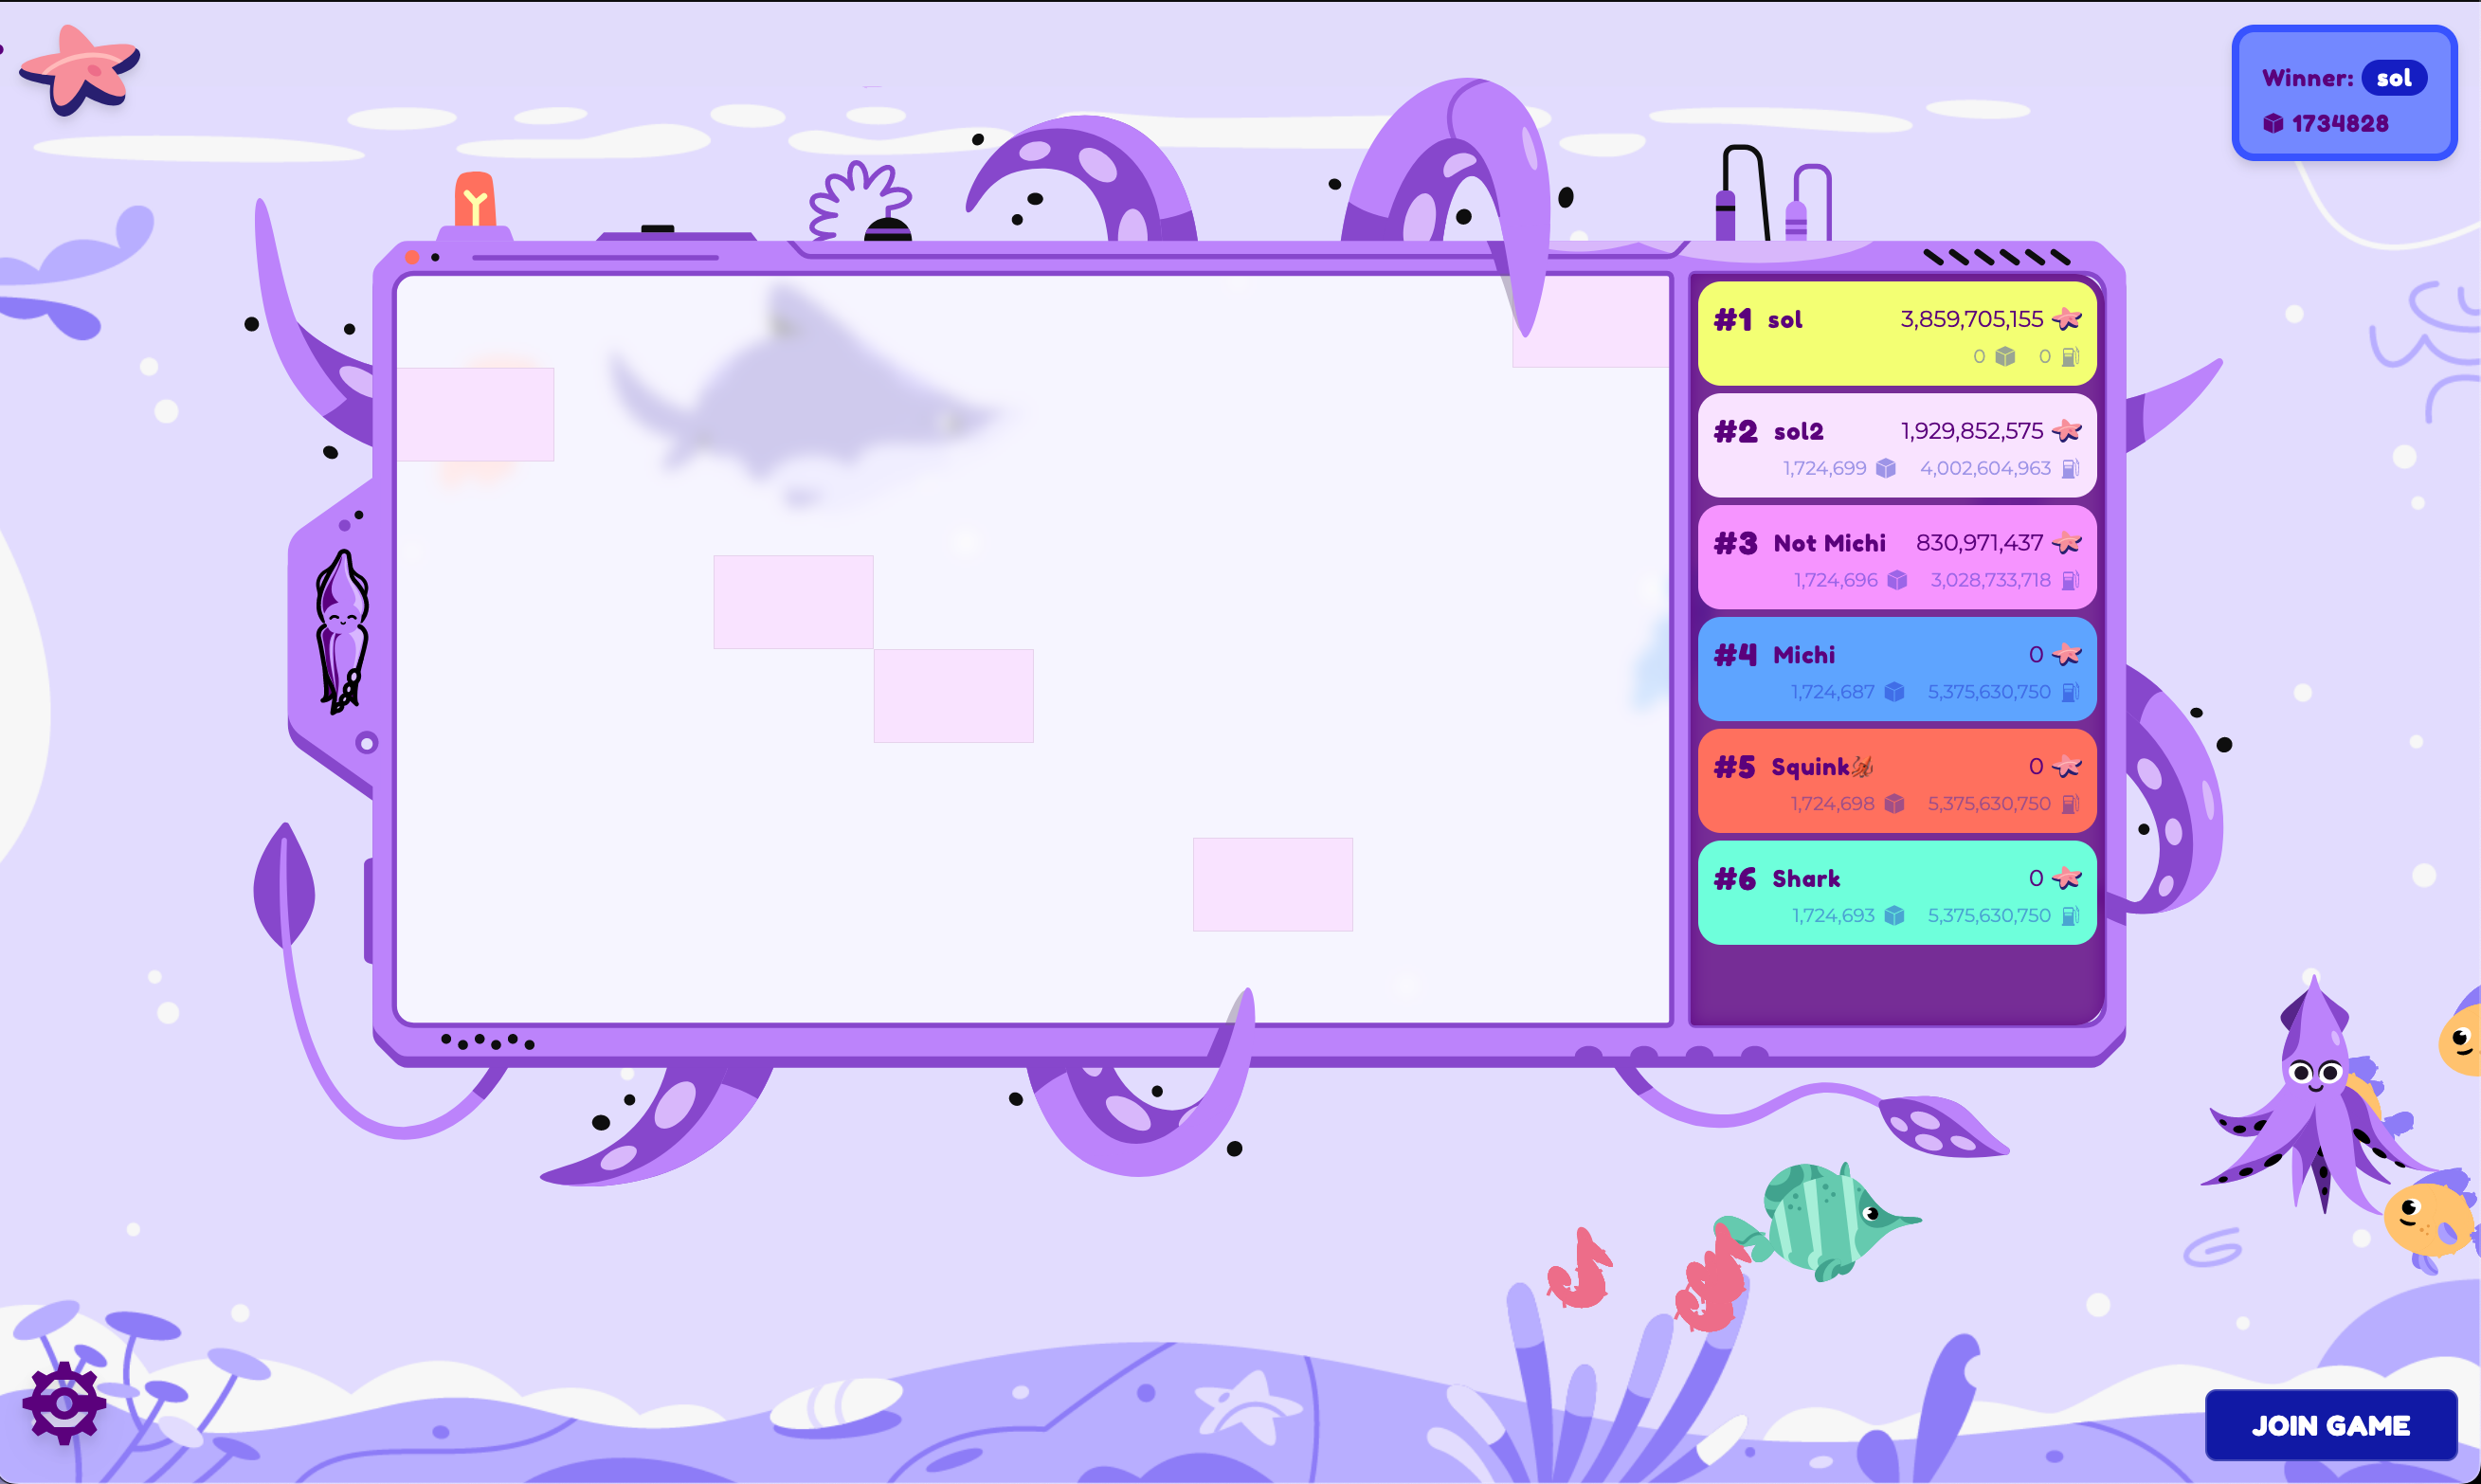 Winner: sol
1734828
#1 sol 3,859,705,155
0 0
#2 sol2 1,929,852,575
1,724,699 4,002,604,963
#3 Not Michi 830,971,437
1,724,696 3,028,733,718
#4 Michi 0
1,724,687 5,375,630,750
#5 Squink🦑 0
1,724,698 5,375,630,750
#6 Shark 0
1,724,693 5,375,630,750
JOIN GAME